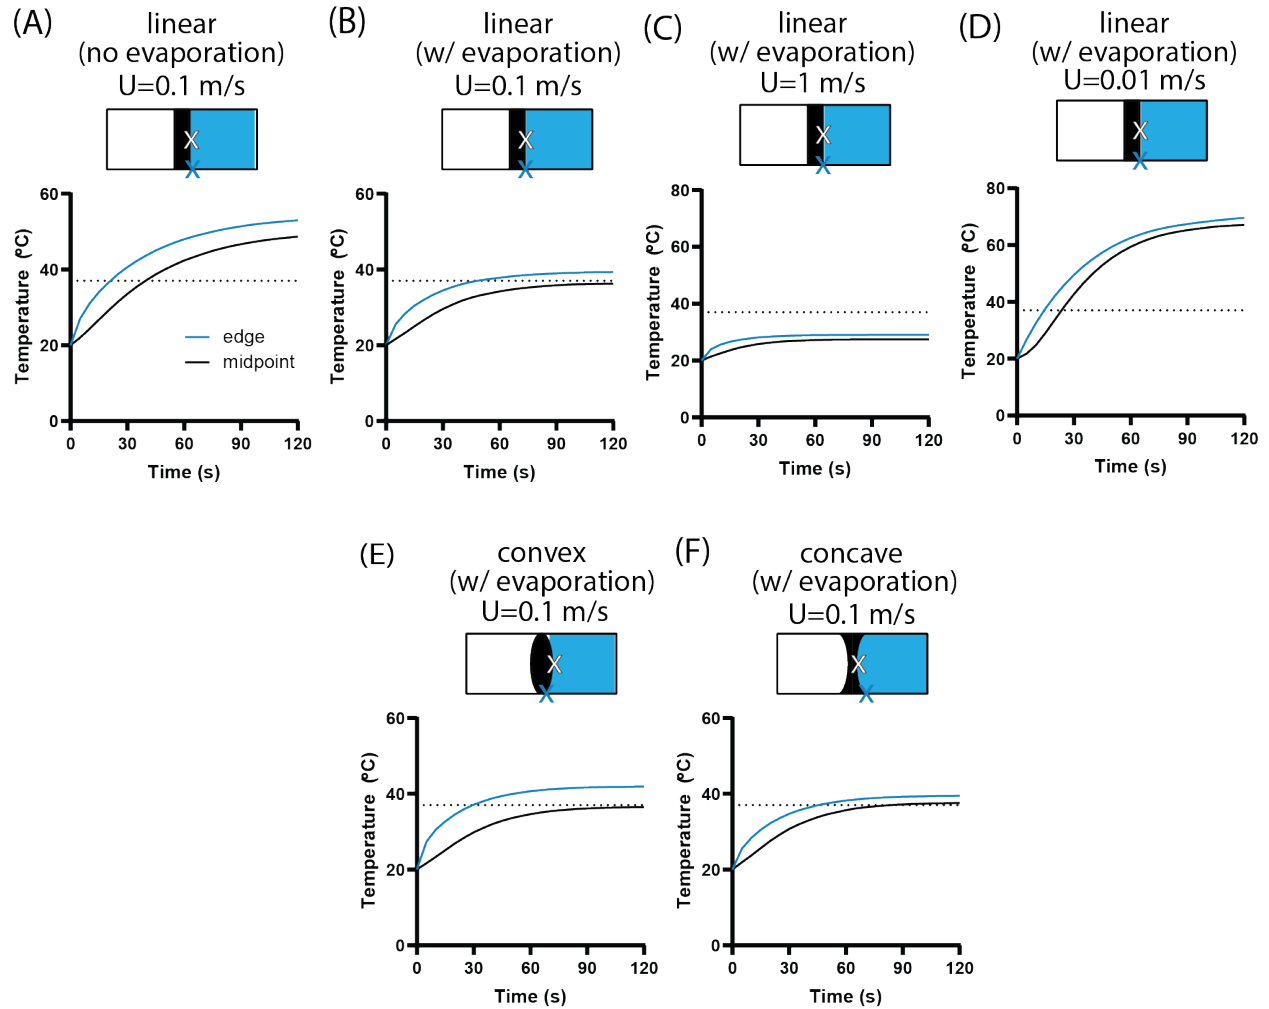 (A)
linear
(no evaporation)
U=0.1 m/s
X
X
60
40
20
0
Temperature (ºC)
edge
midpoint
0 30 60 90 120
Time (s)
(B)
linear
(w/ evaporation)
U=0.1 m/s
X
X
60
40
20
0
Temperature (ºC)
0 30 60 90 120
Time (s)
(C)
linear
(w/ evaporation)
U=1 m/s
X
X
80
60
40
20
0
Temperature (ºC)
0 30 60 90 120
Time (s)
(D)
linear
(w/ evaporation)
U=0.01 m/s
X
X
80
60
40
20
0
Temperature (ºC)
0 30 60 90 120
Time (s)
(E)
convex
(w/ evaporation)
U=0.1 m/s
X
X
60
40
20
0
Temperature (ºC)
0 30 60 90 120
Time (s)
(F)
concave
(w/ evaporation)
U=0.1 m/s
X
X
60
40
20
0
Temperature (ºC)
0 30 60 90 120
Time (s)